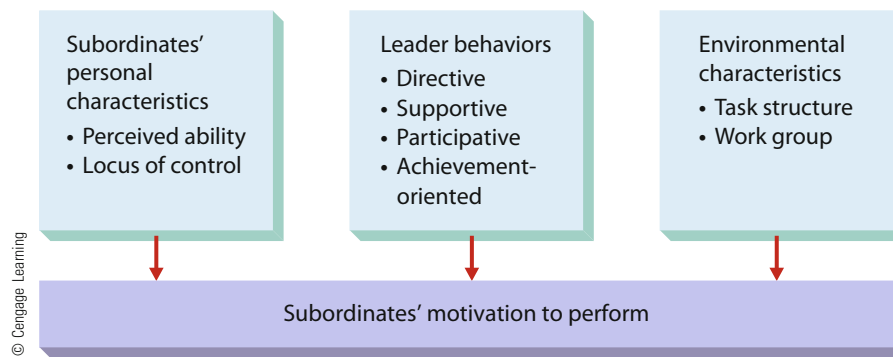 Subordinates'
personal
characteristics
• Perceived ability
• Locus of control
Leader behaviors
• Directive
• Supportive
• Participative
• Achievement-
oriented
Environmental
characteristics
• Task structure
• Work group
Subordinates' motivation to perform
© Cengage Learning